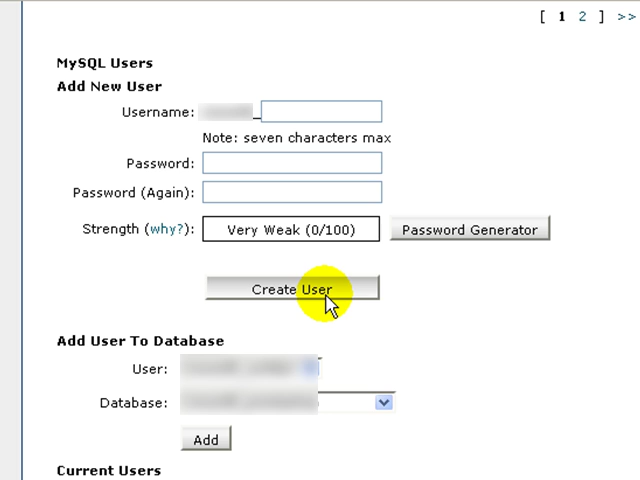 [ 1 2 ] >>
MySQL Users
Add New User
Username: _
Note: seven characters max
Password:
Password (Again):
Strength (why?): Very Weak (0/100) Password Generator
Create User
Add User To Database
User:
Database:
Add
Current Users